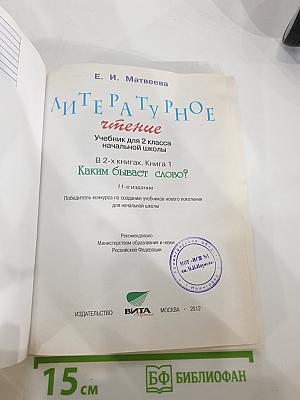 Е. И. Матвеева
ЛИТЕРАТУРНОЕ
чтение
Учебник для 2 класса
начальной школы
В 2-х книгах. Книга 1
Каким бывает слово?
11-е издание
Победитель конкурса по созданию учебников нового поколения
для начальной школы
Рекомендовано
Министерством образования и науки
Российской Федерации
ИЗДАТЕЛЬСТВО ВИТА МОСКВА · 2012
15 СМ
БФ БИБЛИОФАН